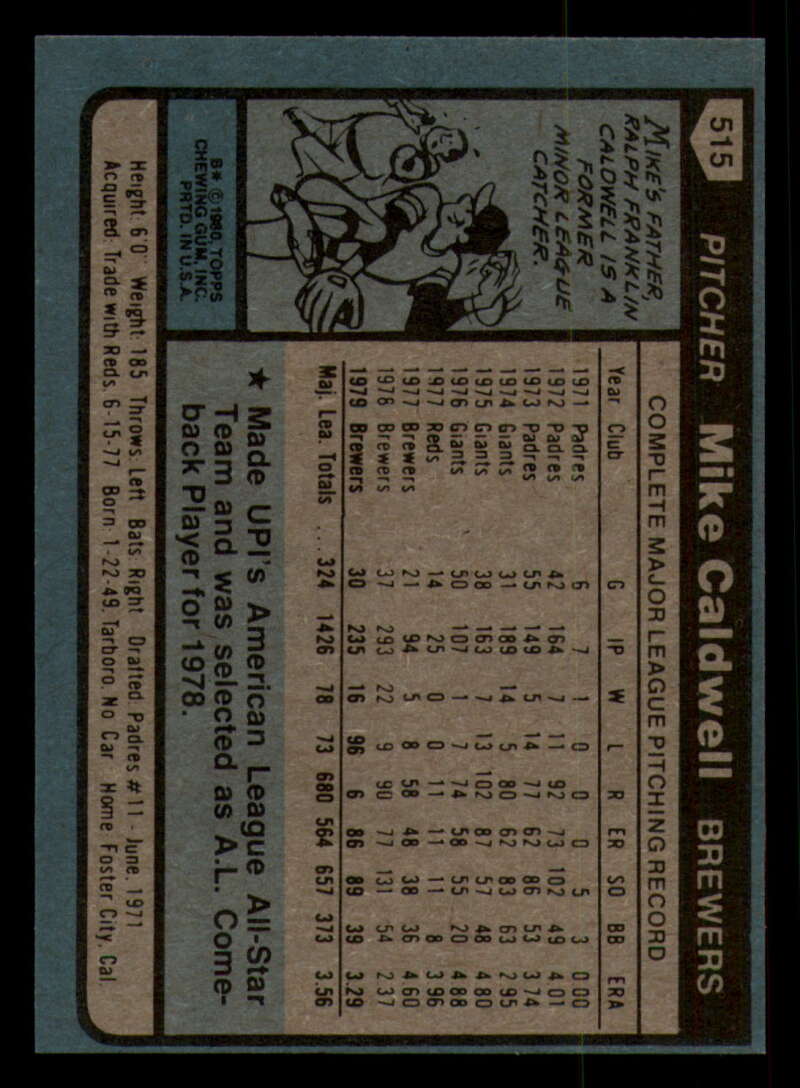 515 PITCHER Mike Caldwell BREWERS
MIKE'S FATHER,
RALPH FRANKLIN
CALDWELL IS A
FORMER
MINOR LEAGUE
CATCHER.
B* © 1980, TOPPS
CHEWING GUM, INC.
PRTD. IN U.S.A.
COMPLETE MAJOR LEAGUE PITCHING RECORD
Year Club G IP W L R ER SO BB ERA
1971 Padres 6 7 1 0 0 0 5 3 0.00
1972 Padres 42 164 7 11 92 73 102 49 4.01
1973 Padres 55 149 5 14 77 62 86 53 3.74
1974 Giants 31 189 14 5 80 62 83 63 2.95
1975 Giants 38 163 7 13 102 87 57 48 4.80
1976 Giants 50 107 1 7 74 58 55 20 4.88
1977 Reds 14 25 0 0 11 11 11 8 3.96
1977 Brewers 21 94 5 8 58 48 38 36 4.60
1978 Brewers 37 293 22 9 90 77 131 54 2.37
1979 Brewers 30 235 16 96 6 86 89 39 3.29
Maj. Lea. Totals ... 324 1426 78 73 680 564 657 373 3.56
★ Made UPI's American League All-Star
Team and was selected as A.L. Come-
back Player for 1978.
Height: 6'0" Weight: 185 Throws: Left Bats: Right Drafted: Padres #11 - June, 1971
Acquired: Trade with Reds, 6-15-77 Born: 1-22-49, Tarboro, No Car Home: Foster City, Cal.